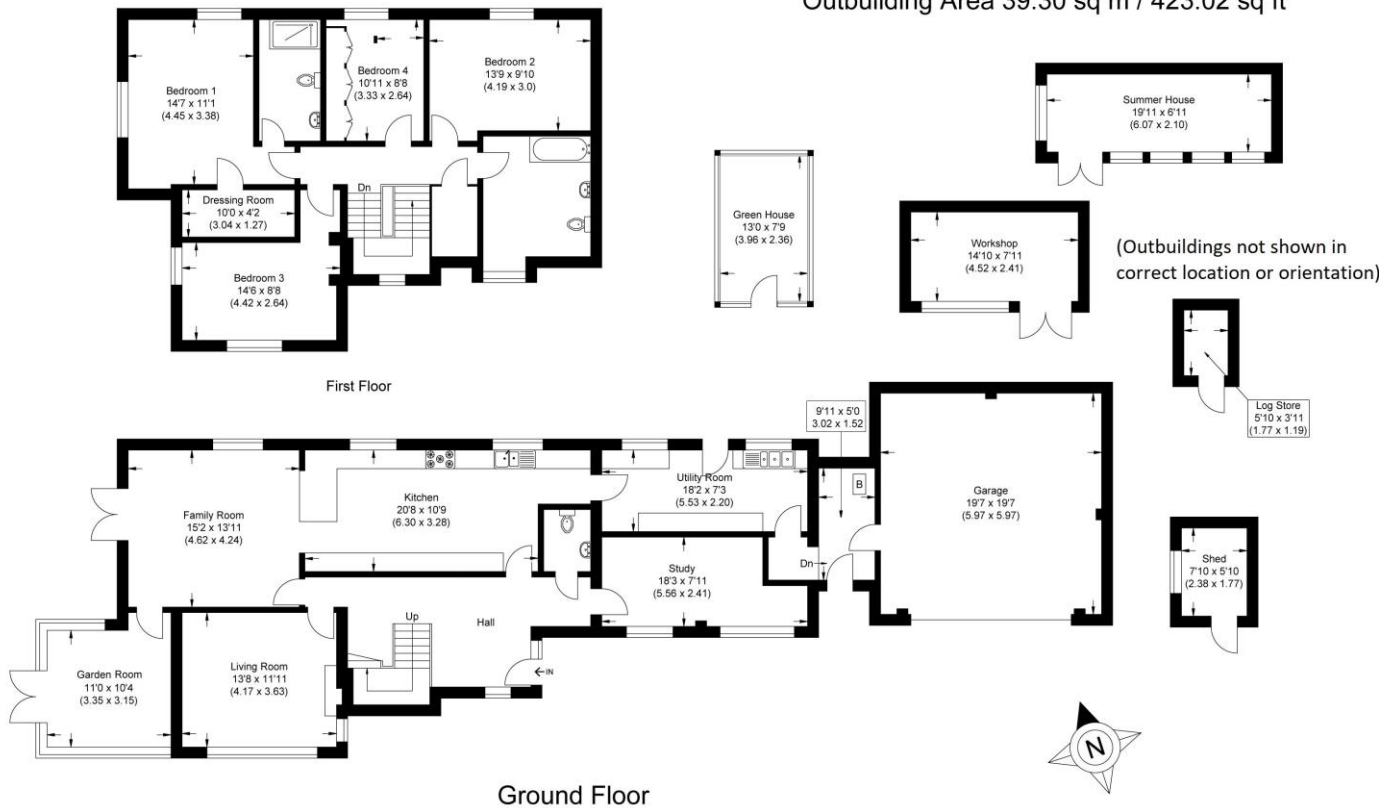 Outbuilding Area 39.30 sq m / 423.02 sq ft
Bedroom 1
14'7 x 11'1
(4.45 x 3.38)
Bedroom 4
10'11 x 8'8
(3.33 x 2.64)
Bedroom 2
13'9 x 9'10
(4.19 x 3.0)
Dn
Dressing Room
10'0 x 4'2
(3.04 x 1.27)
Bedroom 3
14'6 x 8'8
(4.42 x 2.64)
First Floor
Summer House
19'11 x 6'11
(6.07 x 2.10)
Green House
13'0 x 7'9
(3.96 x 2.36)
Workshop
14'10 x 7'11
(4.52 x 2.41)
(Outbuildings not shown in
correct location or orientation)
Log Store
5'10 x 3'11
(1.77 x 1.19)
Shed
7'10 x 5'10
(2.38 x 1.77)
9'11 x 5'0
3.02 x 1.52
B
Garage
19'7 x 19'7
(5.97 x 5.97)
Family Room
15'2 x 13'11
(4.62 x 4.24)
Kitchen
20'8 x 10'9
(6.30 x 3.28)
Utility Room
18'2 x 7'3
(5.53 x 2.20)
Dn
Study
18'3 x 7'11
(5.56 x 2.41)
Up
Hall
IN
Garden Room
11'0 x 10'4
(3.35 x 3.15)
Living Room
13'8 x 11'11
(4.17 x 3.63)
N
Ground Floor